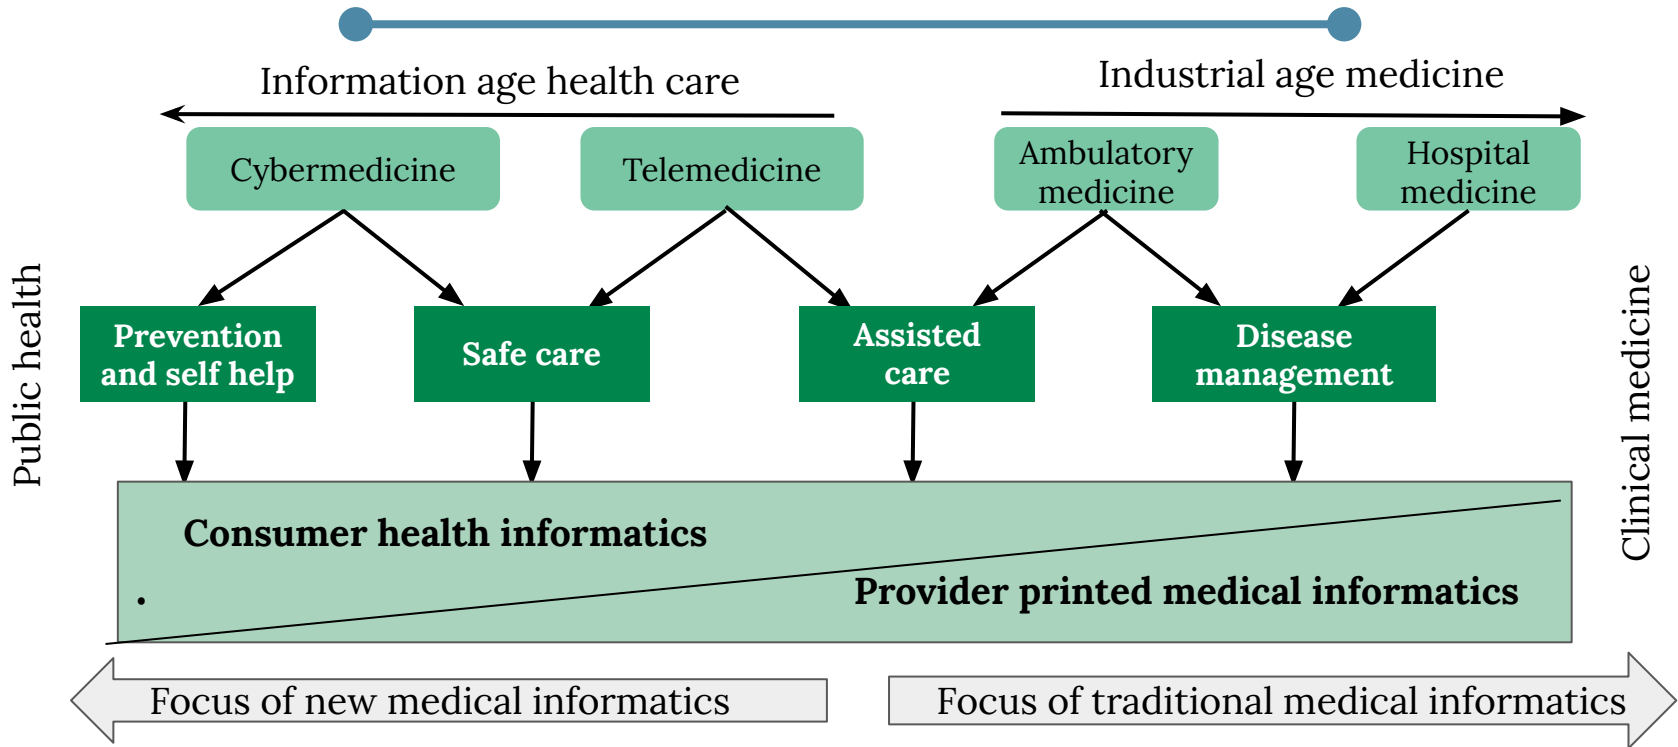 Information age health care
Industrial age medicine
Cybermedicine
Telemedicine
Ambulatory
medicine
Hospital
medicine
Public health
Clinical medicine
Prevention
and self help
Safe care
Assisted
care
Disease
management
Consumer health informatics
.
Provider printed medical informatics
Focus of new medical informatics
Focus of traditional medical informatics